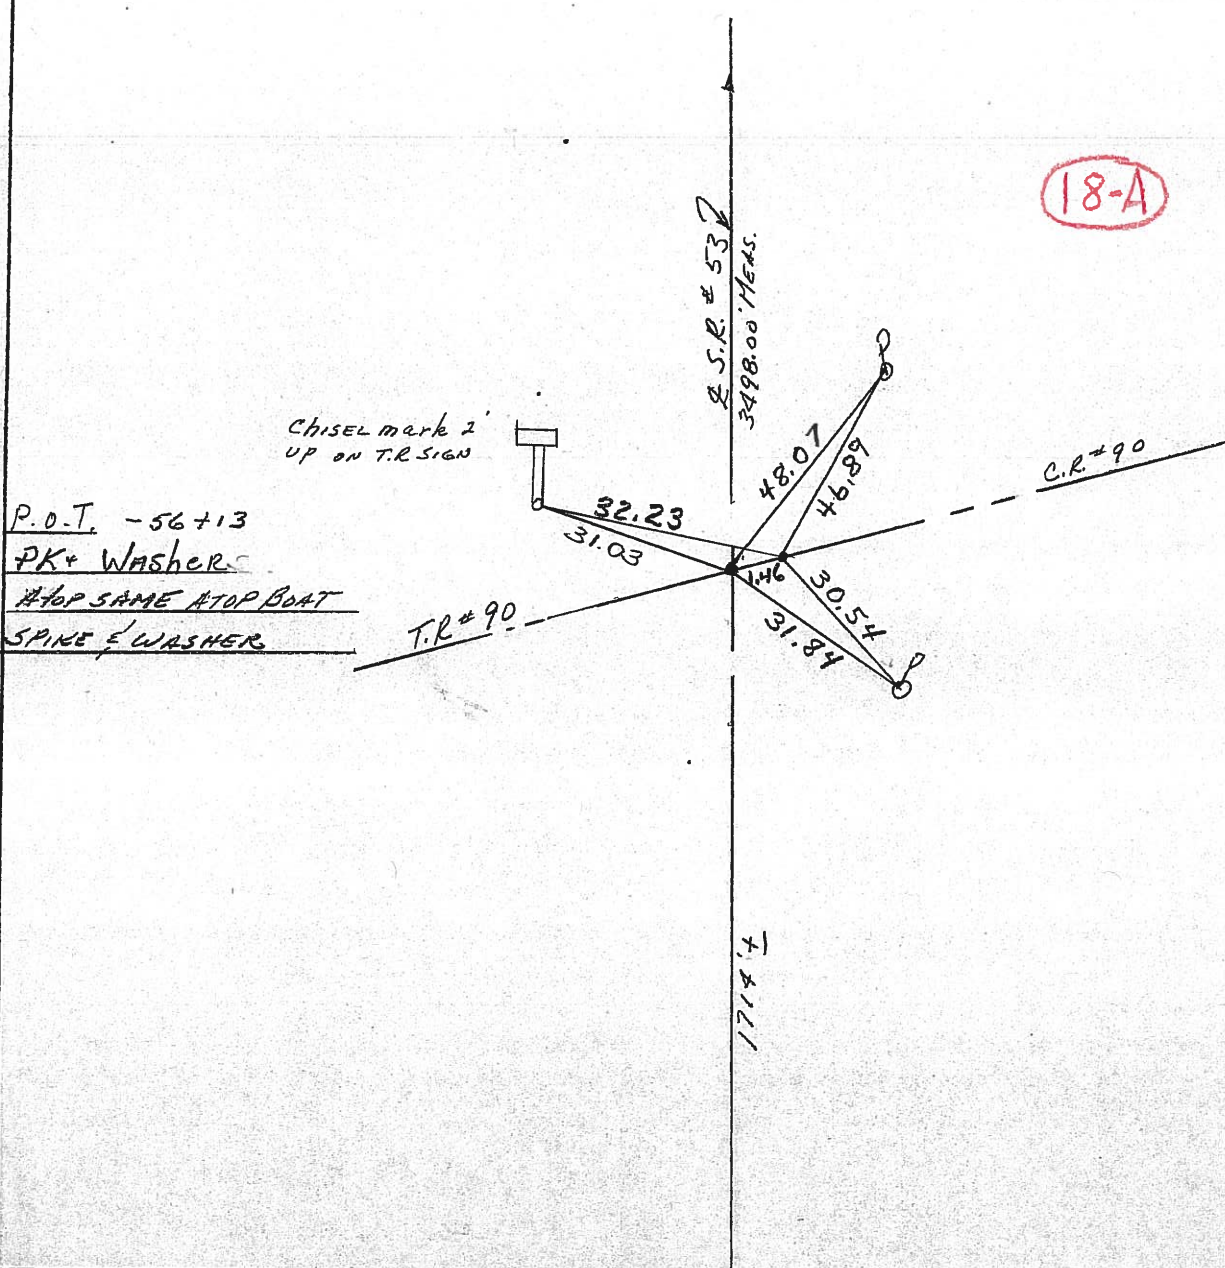 18-A
℄ S.R. # 53
3498.00' MEAS.
Chisel mark 2'
UP ON T.R SIGN
48.07
46.89
C.R. # 90
32.23
31.03
P.O.T. - 56+13
PK+ Washer
1.46
30.54
Atop SAME ATOP BOAT
T.R # 90
31.84
SPIKE & WASHER
1714'±